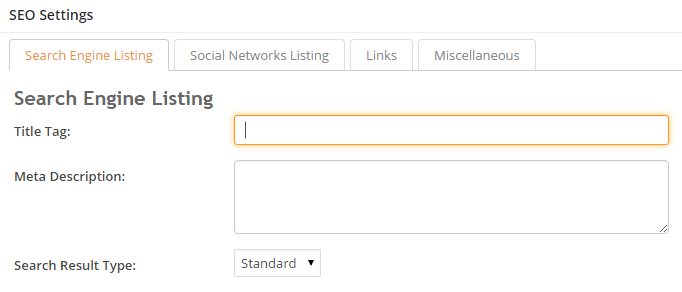 SEO Settings
Search Engine Listing Social Networks Listing Links Miscellaneous
Search Engine Listing
Title Tag:
Meta Description:
Search Result Type: Standard